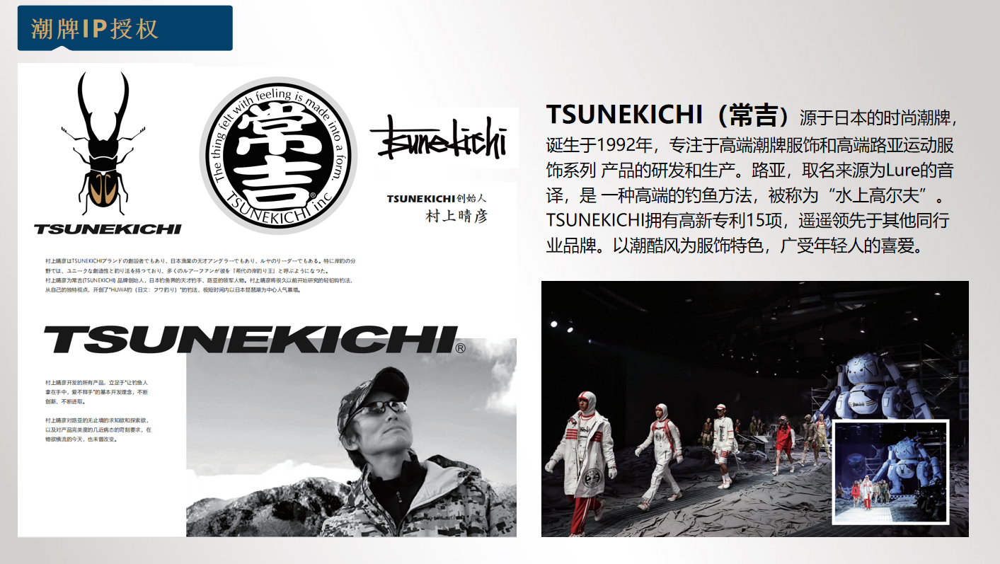 潮牌IP授权
TSUNEKICHI
The thing felt with feeling is made into a form.
常吉
®
TSUNEKICHI inc
Tsunekichi
TSUNEKICHI创始人
村上晴彦
村上晴彦はTSUNEKICHIブランドの創設者でもあり、日本漁業の天才アングラーでもあり、ルヤのリーダーでもある。特に岸釣の分
野では、ユニークな創造性と釣り法を持つており、多くのルアーファンが彼を「希代の岸釣り王」と呼ぶようになつた。
村上晴彦为常吉(TSUNEKICHI) 品牌创始人，日本钓鱼界的天才钓手、路亚的领军人物。村上晴彦将很久以前开始研究的轻铅钩钓法，
从自己的独特视点，开创了"HUWA钓（日文：フワ釣り）"的钓法，极短时间内以日本琵琶湖为中心人气暴增。
TSUNEKICHI®
村上晴彦开发的所有产品，立足于"让钓鱼人
拿在手中，爱不释手"的基本开发理念，不断
创新、不断进取。
村上晴彦对路亚的无止境的求知欲和探索欲，
以及对产品完美度的几近病态的苛刻要求，在
物欲横流的今天，也未曾改变。
TSUNEKICHI（常吉）源于日本的时尚潮牌，
诞生于1992年，专注于高端潮牌服饰和高端路亚运动服
饰系列 产品的研发和生产。路亚，取名来源为Lure的音
译，是 一种高端的钓鱼方法，被称为“水上高尔夫”。
TSUNEKICHI拥有高新专利15项，遥遥领先于其他同行
业品牌。以潮酷风为服饰特色，广受年轻人的喜爱。